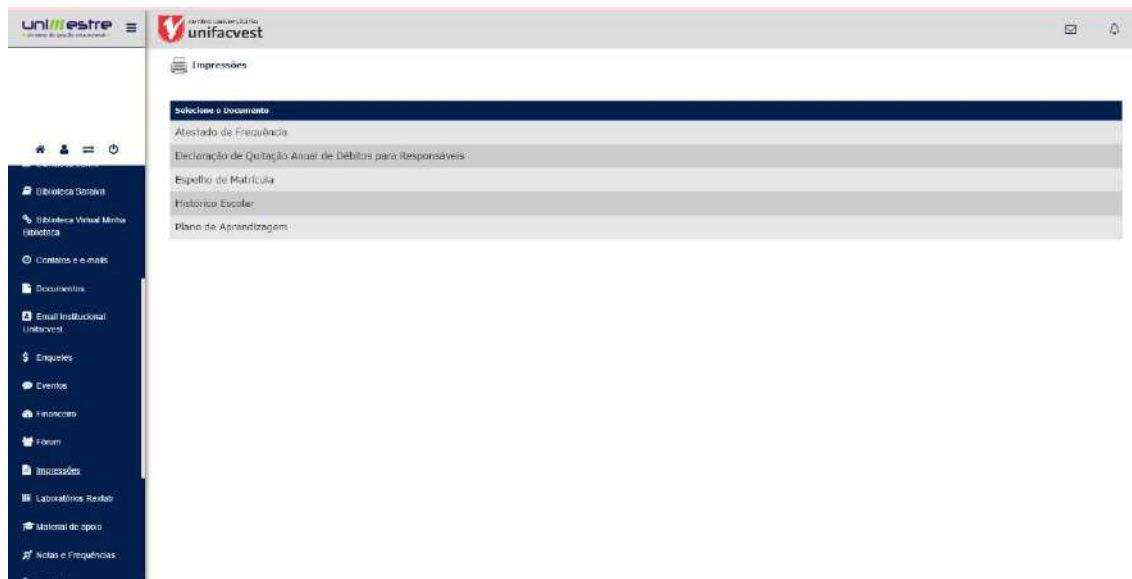 unimestre
centro universitário
unifacvest
Impressões
Selecione o Documento
Atestado de Frequência
Declaração de Quitação Anual de Débitos para Responsáveis
Espelho de Matrícula
Histórico Escolar
Plano de Aprendizagem
Biblioteca Saraiva
Biblioteca Virtual Minha
Biblioteca
Contatos e e-mails
Documentos
Email Institucional
Unifacvest
Enquetes
Eventos
Financeiro
Fórum
Impressões
Laboratórios
Material de apoio
Notas e Frequências